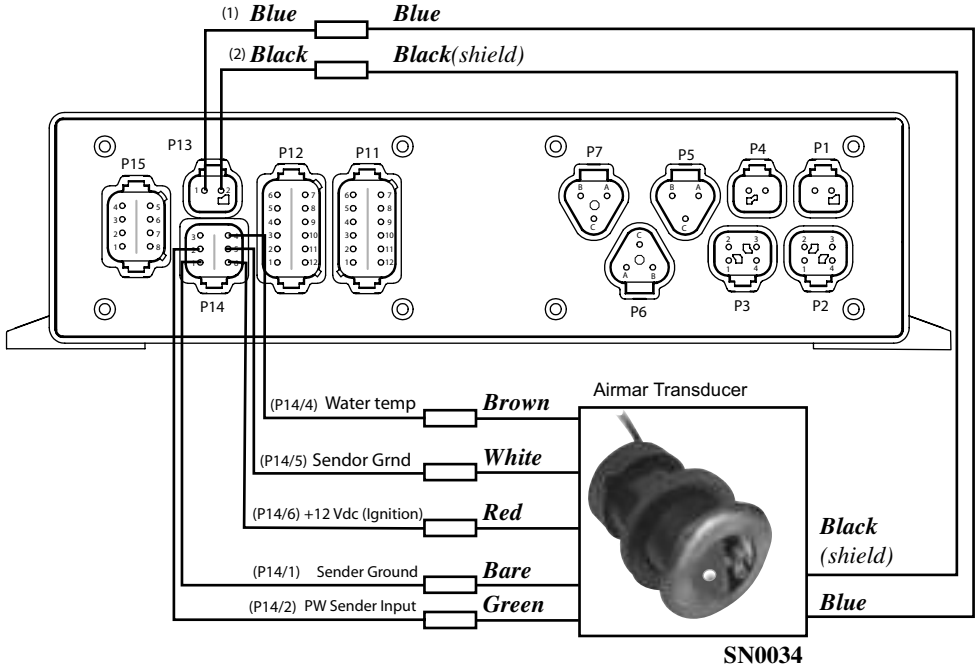 (1) Blue Blue
(2) Black Black(shield)
P13
P15
P12
P11
P7
P5
P4
P1
1 2
4 5
3 6
2 7
1 8
3 4
2 5
1 6
6 7
5 8
4 9
3 10
2 11
1 12
6 7
5 8
4 9
3 10
2 11
1 12
B A
C
B A
C
C
A B
2 3
1 4
2 3
1 4
P14
P6
P3
P2
Airmar Transducer
(P14/4) Water temp Brown
(P14/5) Sendor Grnd White
(P14/6) +12 Vdc (Ignition) Red
(P14/1) Sender Ground Bare
(P14/2) PW Sender Input Green
Black
(shield)
Blue
SN0034